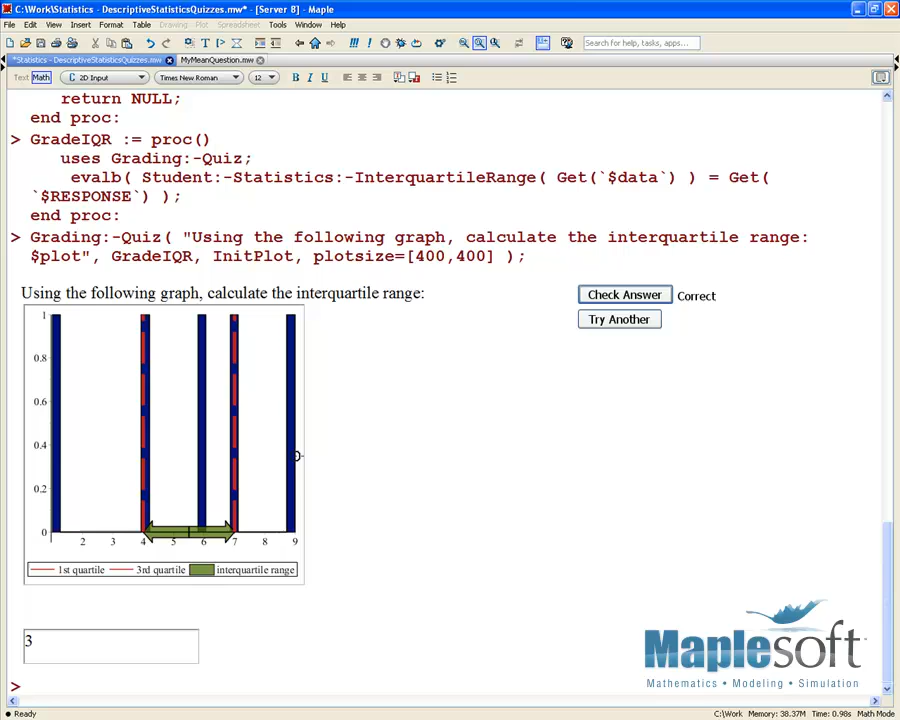 C:\Work\Statistics - DescriptiveStatisticsQuizzes.mw* - [Server 8] - Maple
File Edit View Insert Format Table Drawing Plot Spreadsheet Tools Window Help
Search for help, tasks, apps...
*Statistics - DescriptiveStatisticsQuizzes.mw MyMeanQuestion.mw
Text Math C 2D Input Times New Roman 12 B I U
return NULL;
end proc:
> GradeIQR := proc()
uses Grading:-Quiz;
evalb( Student:-Statistics:-InterquartileRange( Get(`$data`) ) = Get(
`$RESPONSE`) );
end proc:
> Grading:-Quiz( "Using the following graph, calculate the interquartile range:
$plot", GradeIQR, InitPlot, plotsize=[400,400] );
Using the following graph, calculate the interquartile range:
Check Answer Correct
Try Another
1
0.8
0.6
0.4
0.2
0
2 3 4 5 6 7 8 9
1st quartile 3rd quartile interquartile range
3
Maplesoft
Mathematics • Modeling • Simulation
>
Ready C:\Work Memory: 38.37M Time: 0.98s Math Mode